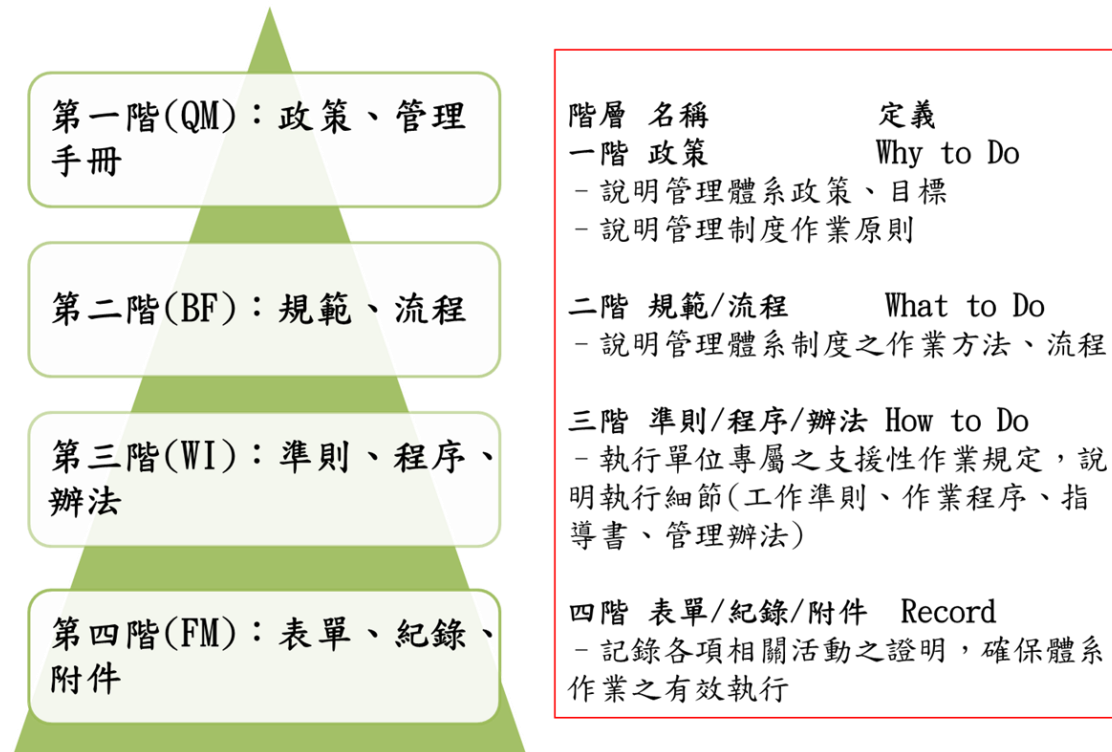 第一階(QM)：政策、管理
手冊
第二階(BF)：規範、流程
第三階(WI)：準則、程序、
辦法
第四階(FM)：表單、紀錄、
附件
階層 名稱 定義
一階 政策 Why to Do
–說明管理體系政策、目標
–說明管理制度作業原則
二階 規範/流程 What to Do
–說明管理體系制度之作業方法、流程
三階 準則/程序/辦法 How to Do
–執行單位專屬之支援性作業規定，說
明執行細節(工作準則、作業程序、指
導書、管理辦法)
四階 表單/紀錄/附件 Record
–記錄各項相關活動之證明，確保體系
作業之有效執行